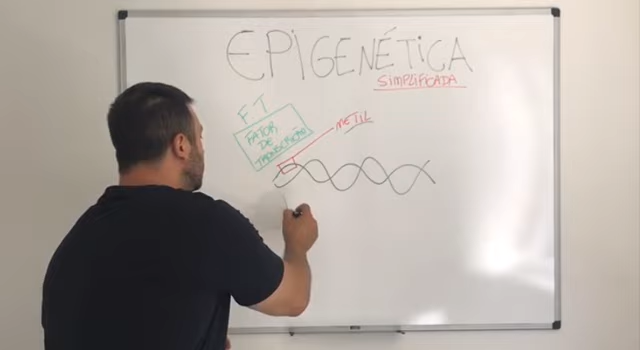 EPIGENÉTICA
SIMPLIFICADA
F.T
FATOR
DE
TRANSCRIÇÃO
METIL